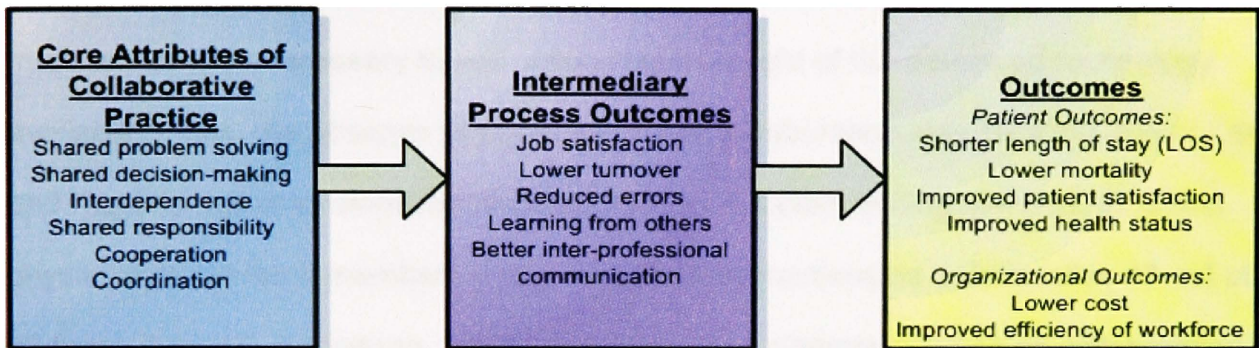 Core Attributes of
Collaborative
Practice
Shared problem solving
Shared decision-making
Interdependence
Shared responsibility
Cooperation
Coordination
Intermediary
Process Outcomes
Job satisfaction
Lower turnover
Reduced errors
Learning from others
Better inter-professional
communication
Outcomes
Patient Outcomes:
Shorter length of stay (LOS)
Lower mortality
Improved patient satisfaction
Improved health status
Organizational Outcomes:
Lower cost
Improved efficiency of workforce